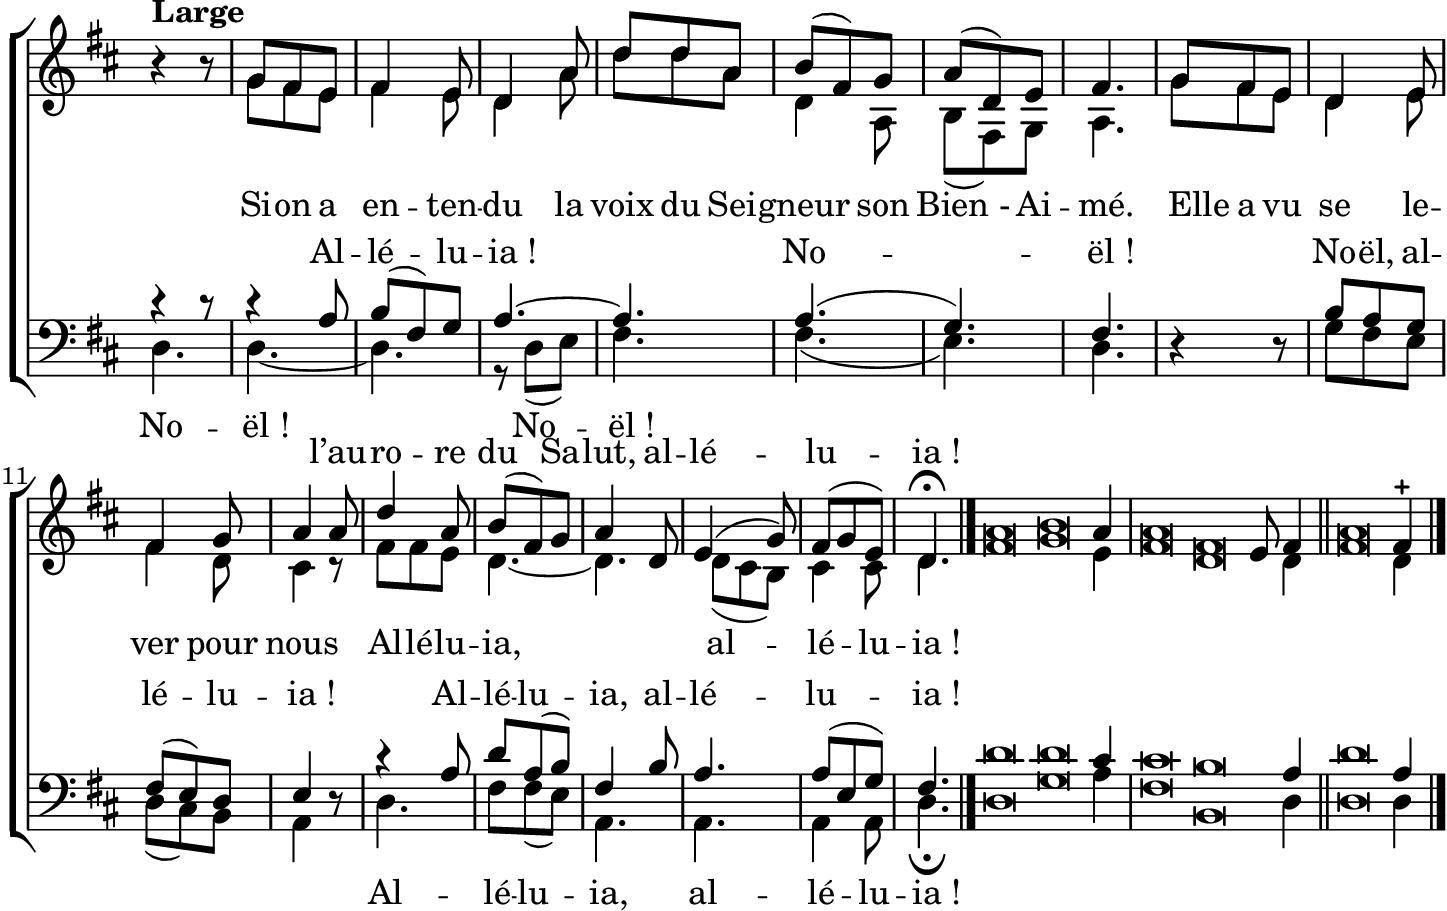 Large
Sion a en -- ten -- du la voix du Seigneur son Bien - Ai -- mé. Elle a vu se le --
Al -- lé -- lu -- ia ! No -- ël ! Noël, al --
No -- ël ! No -- ël !
l’auro -- re du Salut, al -- lé -- lu -- ia !
11
ver pour nous Allélu -- ia, al -- lé -- lu -- ia !
lé -- lu -- ia ! Al -- lé -- lu -- ia, al -- lé -- lu -- ia !
Al -- lé -- lu -- ia, al -- lé -- lu -- ia !